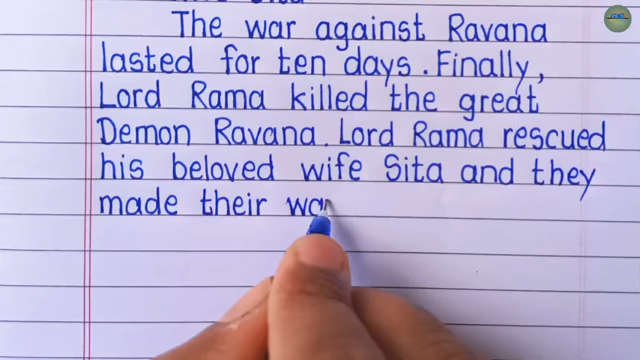 The war against Ravana
lasted for ten days. Finally,
Lord Rama killed the great
Demon Ravana. Lord Rama rescued
his beloved wife Sita and they
made their wa